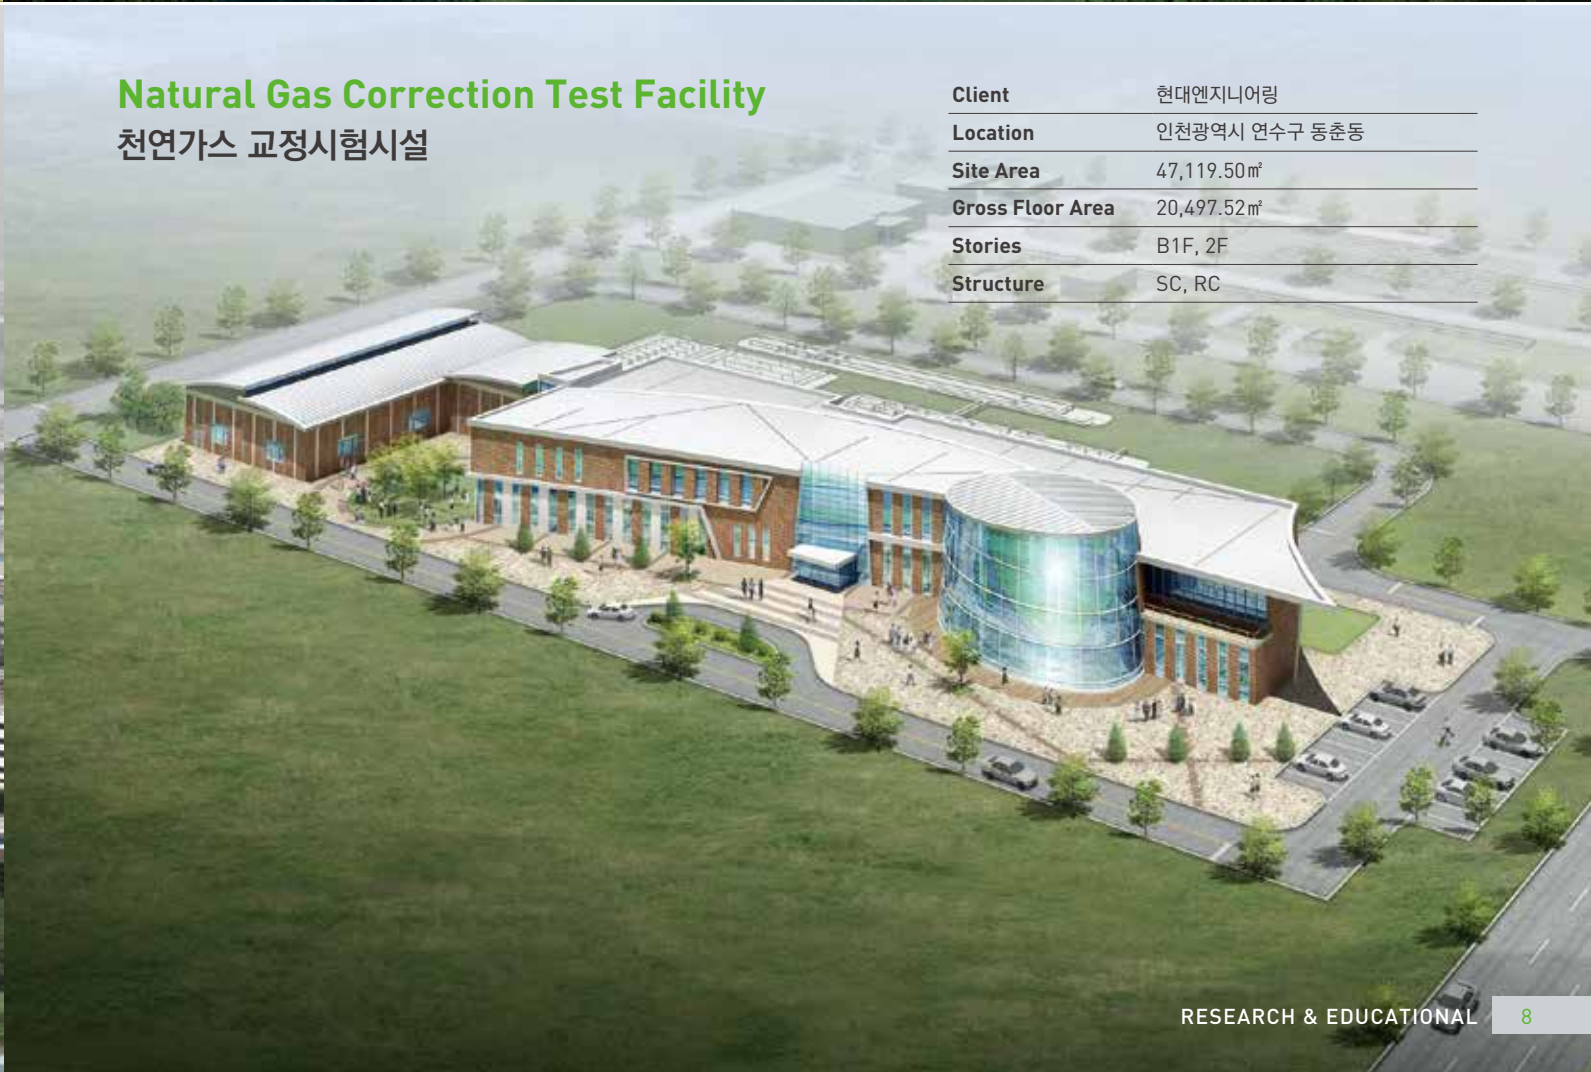 Natural Gas Correction Test Facility
천연가스 교정시험시설
Client 현대엔지니어링
Location 인천광역시 연수구 동춘동
Site Area 47,119.50㎡
Gross Floor Area 20,497.52㎡
Stories B1F, 2F
Structure SC, RC
RESEARCH & EDUCATIONAL 8